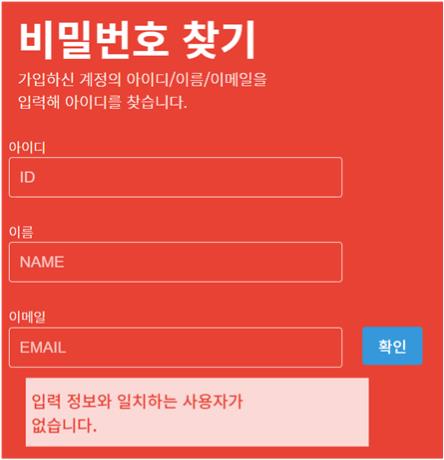 비밀번호 찾기
가입하신 계정의 아이디/이름/이메일을
입력해 아이디를 찾습니다.
아이디
ID
이름
NAME
이메일
EMAIL
확인
입력 정보와 일치하는 사용자가
없습니다.